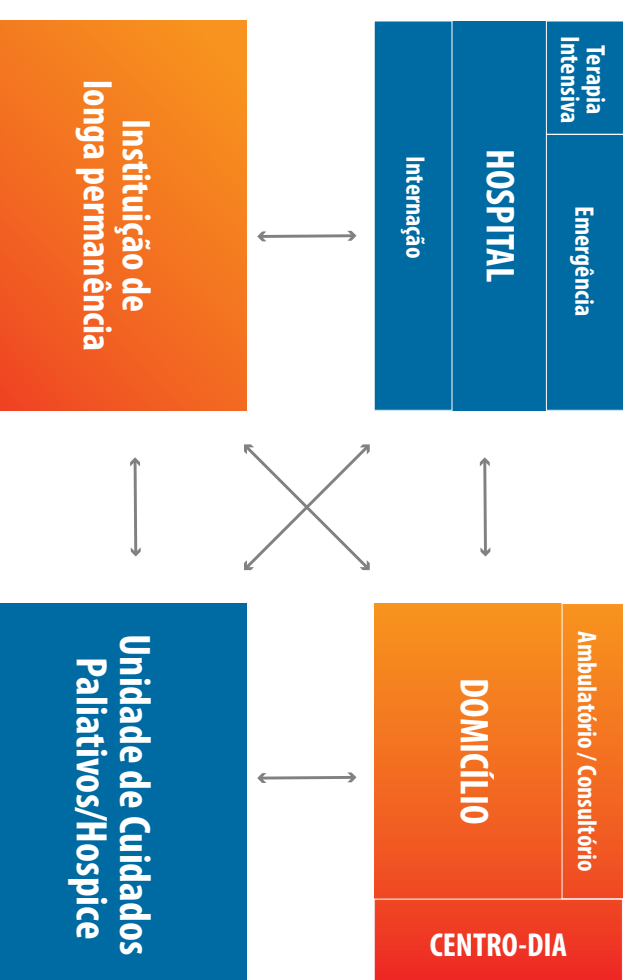 Terapia
Intensiva
Emergência
HOSPITAL
Internação
Ambulatório / Consultório
DOMICÍLIO
CENTRO-DIA
Instituição de
longa permanência
Unidade de Cuidados
Paliativos/Hospice